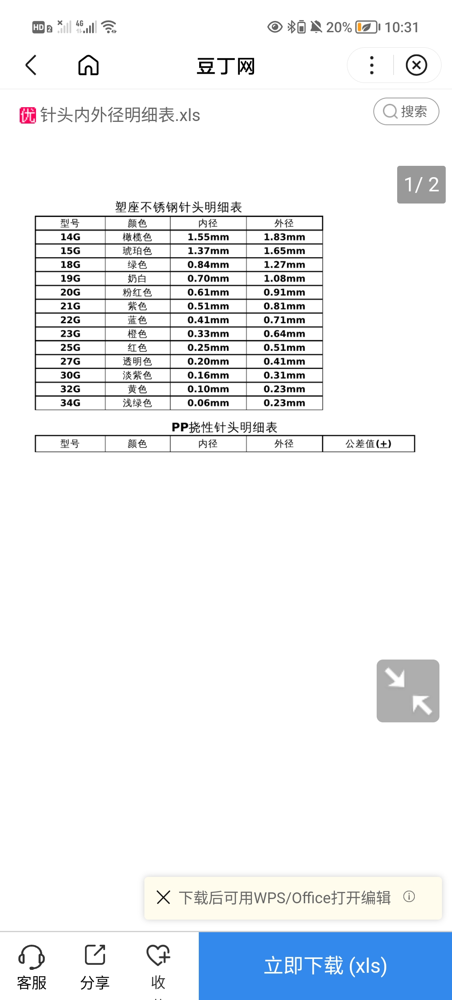 HD 2 4G 20% 10:31
豆丁网
优 针头内外径明细表.xls 搜索
1/ 2
塑座不锈钢针头明细表
型号 颜色 内径 外径
14G 橄榄色 1.55mm 1.83mm
15G 琥珀色 1.37mm 1.65mm
18G 绿色 0.84mm 1.27mm
19G 奶白 0.70mm 1.08mm
20G 粉红色 0.61mm 0.91mm
21G 紫色 0.51mm 0.81mm
22G 蓝色 0.41mm 0.71mm
23G 橙色 0.33mm 0.64mm
25G 红色 0.25mm 0.51mm
27G 透明色 0.20mm 0.41mm
30G 淡紫色 0.16mm 0.31mm
32G 黄色 0.10mm 0.23mm
34G 浅绿色 0.06mm 0.23mm
PP挠性针头明细表
型号 颜色 内径 外径 公差值(±)
下载后可用WPS/Office打开编辑
客服 分享 收 立即下载 (xls)